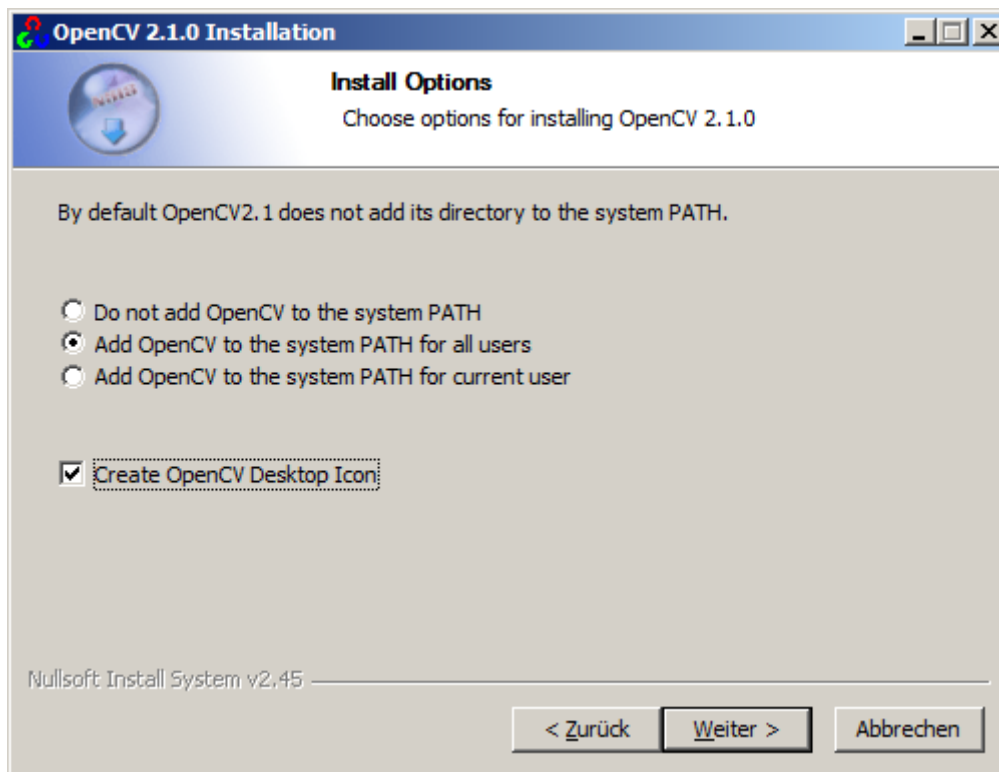 OpenCV 2.1.0 Installation
Install Options
Choose options for installing OpenCV 2.1.0
By default OpenCV2.1 does not add its directory to the system PATH.
Do not add OpenCV to the system PATH
Add OpenCV to the system PATH for all users
Add OpenCV to the system PATH for current user
Create OpenCV Desktop Icon
Nullsoft Install System v2.45
< Zurück Weiter > Abbrechen